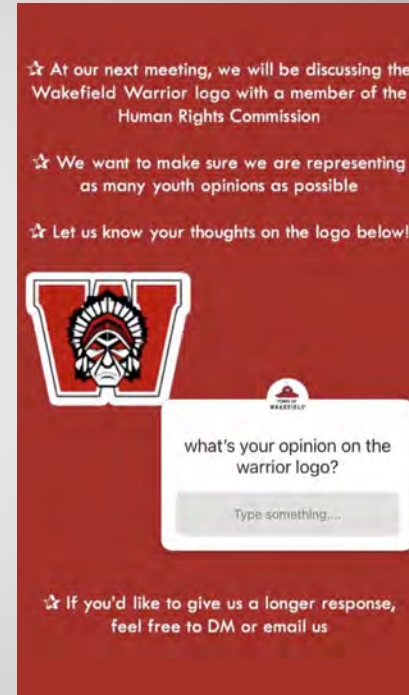 ✰ At our next meeting, we will be discussing the
Wakefield Warrior logo with a member of the
Human Rights Commission
✰ We want to make sure we are representing
as many youth opinions as possible
✰ Let us know your thoughts on the logo below!
W
TOWN OF
WAKEFIELD
what's your opinion on the
warrior logo?
Type something...
✰ If you'd like to give us a longer response,
feel free to DM or email us